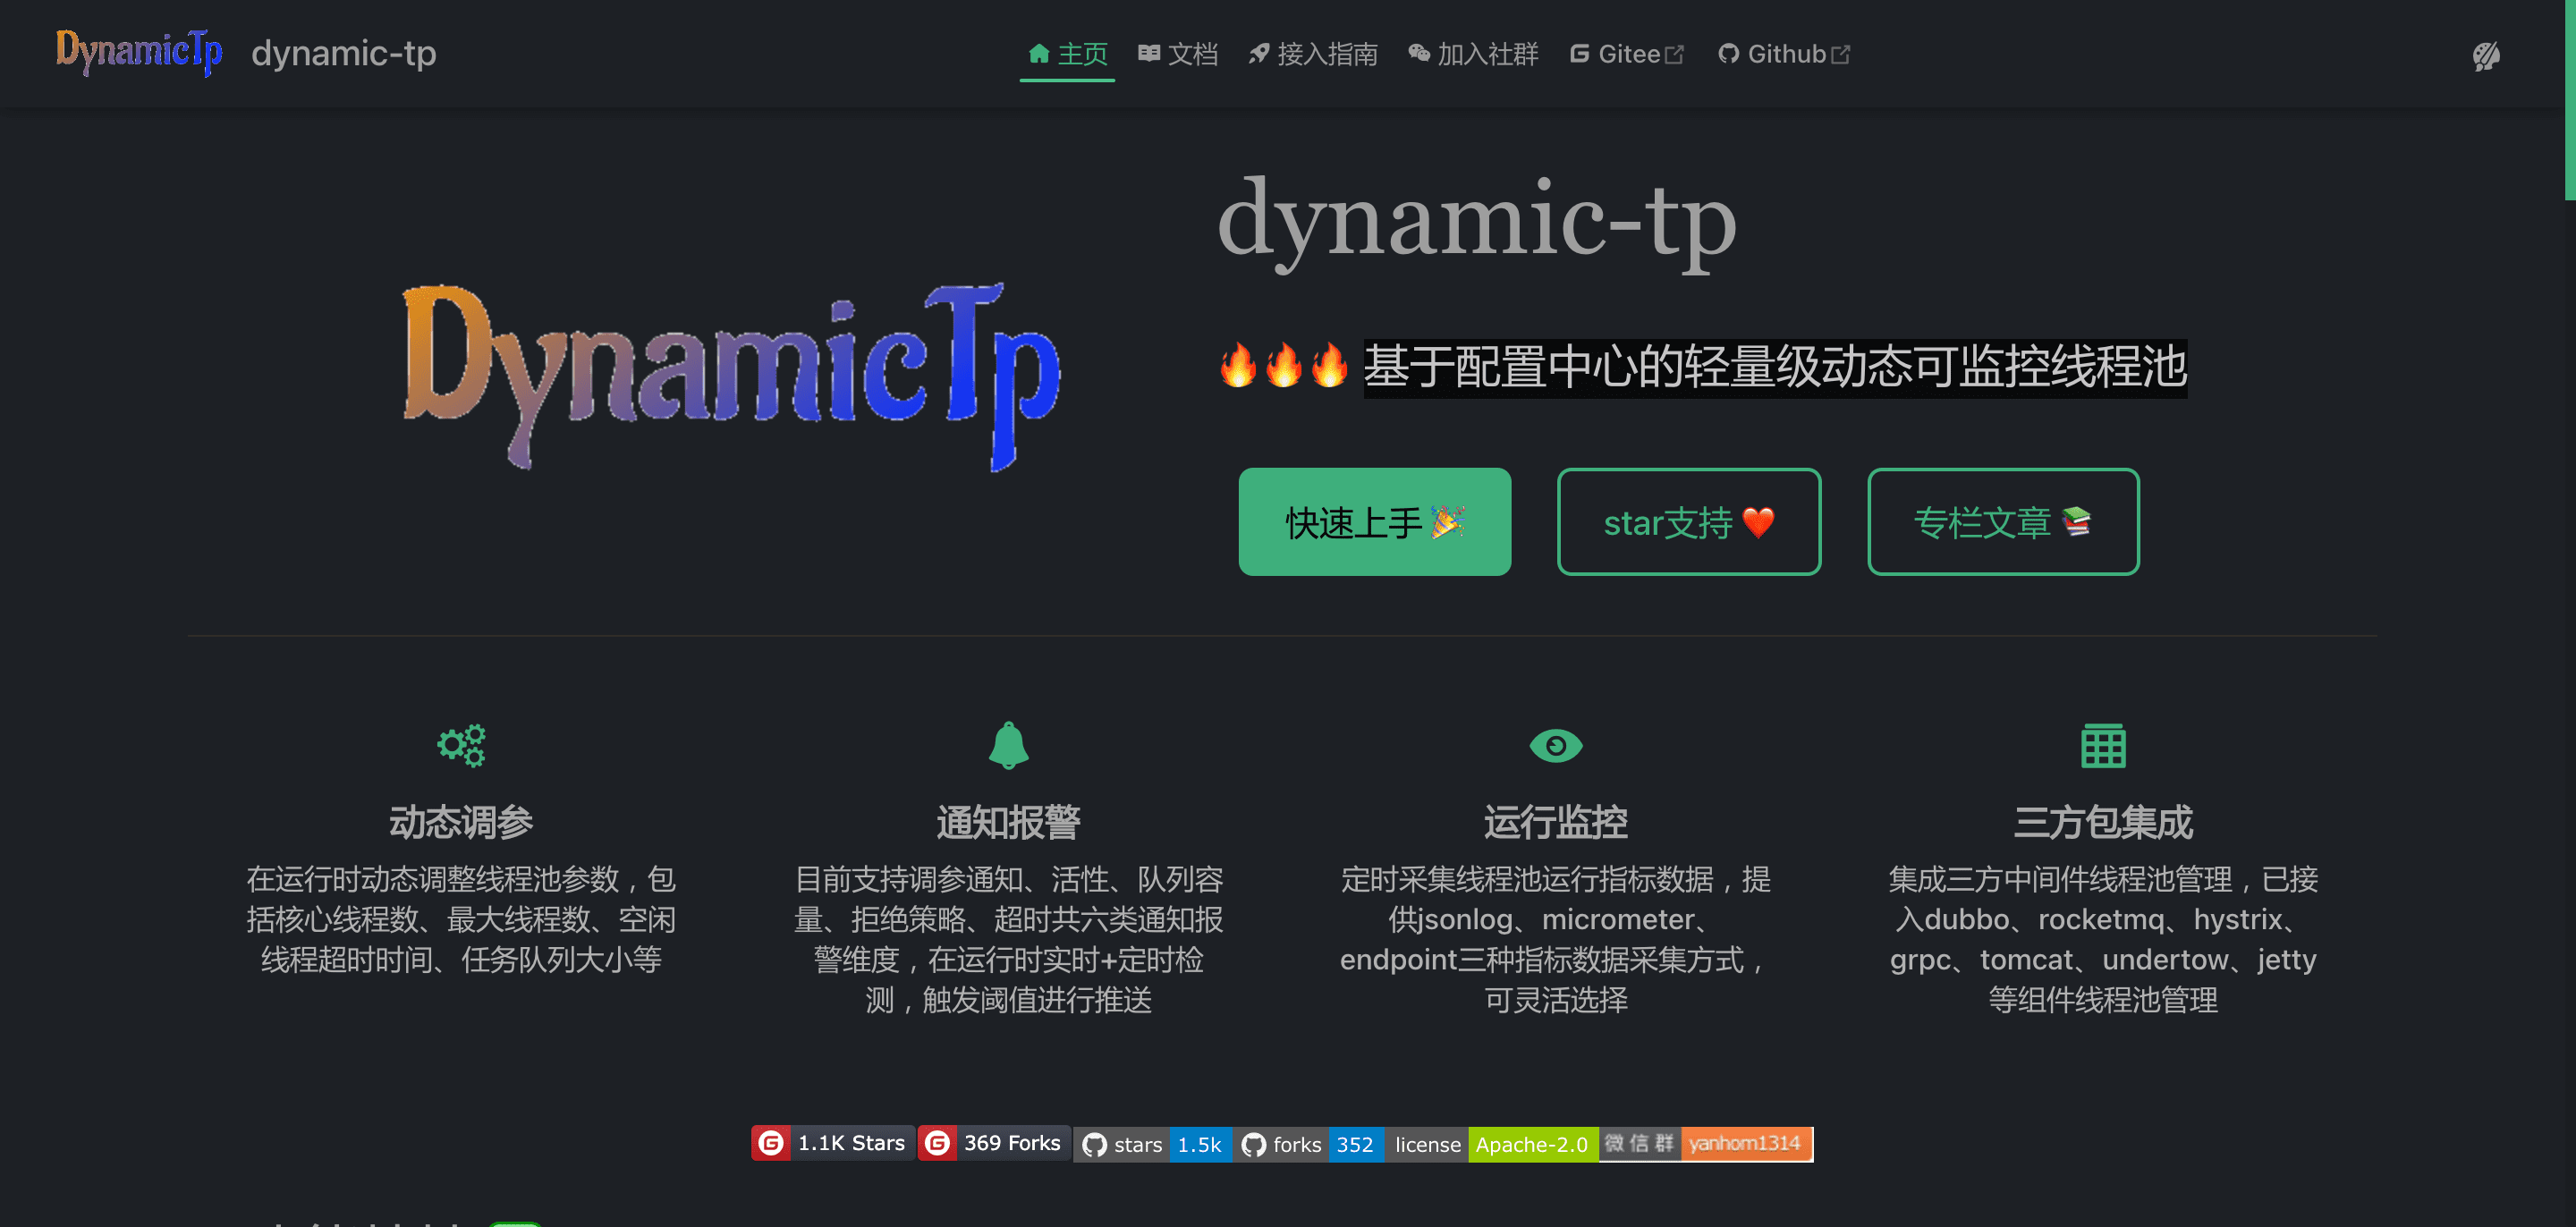 DynamicTp dynamic-tp 主页 文档 接入指南 加入社群 Gitee Github
dynamic-tp
DynamicTp
🔥🔥🔥 基于配置中心的轻量级动态可监控线程池
快速上手 🎉 star支持 ❤️ 专栏文章 📚
动态调参
在运行时动态调整线程池参数，包
括核心线程数、最大线程数、空闲
线程超时时间、任务队列大小等
通知报警
目前支持调参通知、活性、队列容
量、拒绝策略、超时共六类通知报
警维度，在运行时实时+定时检
测，触发阈值进行推送
运行监控
定时采集线程池运行指标数据，提
供jsonlog、micrometer、
endpoint三种指标数据采集方式，
可灵活选择
三方包集成
集成三方中间件线程池管理，已接
入dubbo、rocketmq、hystrix、
grpc、tomcat、undertow、jetty
等组件线程池管理
1.1K Stars 369 Forks stars 1.5k forks 352 license Apache-2.0 微信群 yanhom1314